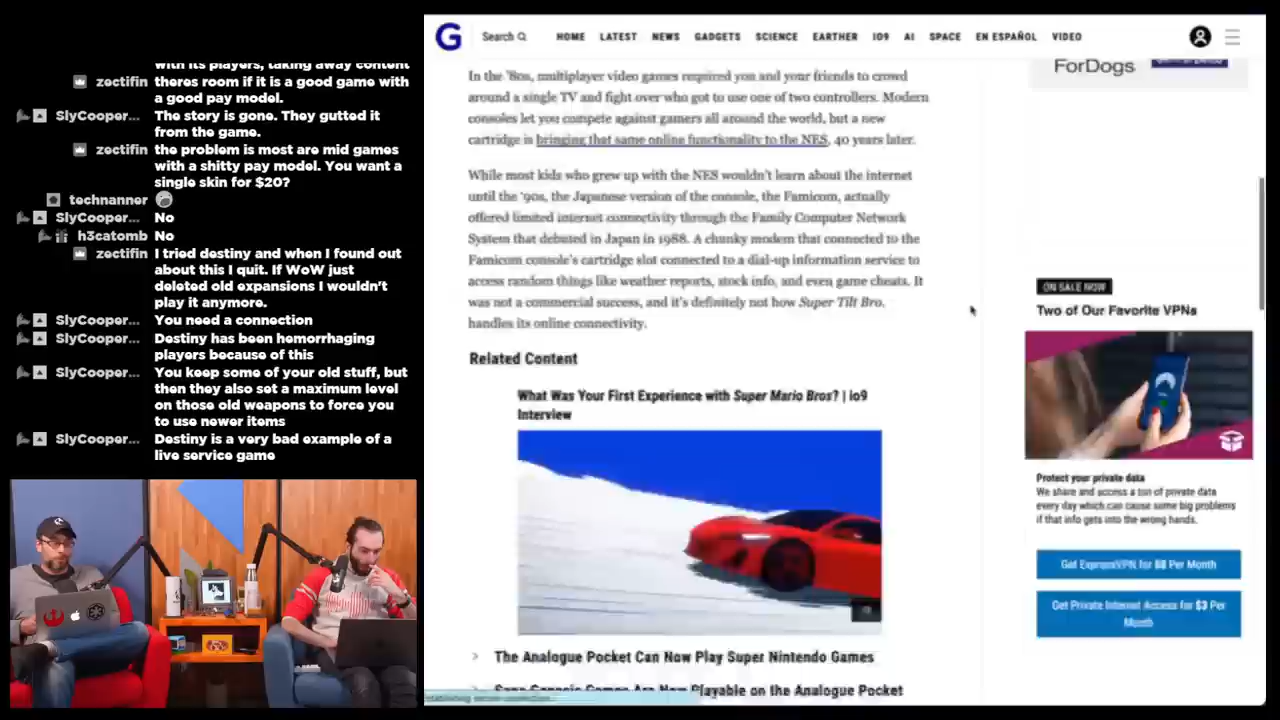 with its players, taking away content
zectifin theres room if it is a good game with
a good pay model.
SlyCooper... The story is gone. They gutted it
from the game.
zectifin the problem is most are mid games
with a shitty pay model. You want a
single skin for $20?
technanner
SlyCooper... No
h3catomb No
zectifin I tried destiny and when I found out
about this I quit. If WoW just
deleted old expansions I wouldn't
play it anymore.
SlyCooper... You need a connection
SlyCooper... Destiny has been hemorrhaging
players because of this
SlyCooper... You keep some of your old stuff, but
then they also set a maximum level
on those old weapons to force you
to use newer items
SlyCooper... Destiny is a very bad example of a
live service game
G Search HOME LATEST NEWS GADGETS SCIENCE EARTHER IO9 AI SPACE EN ESPAÑOL VIDEO
In the '80s, multiplayer video games required you and your friends to crowd
around a single TV and fight over who got to use one of two controllers. Modern
consoles let you compete against gamers all around the world, but a new
cartridge is bringing that same online functionality to the NES, 40 years later.
While most kids who grew up with the NES wouldn't learn about the internet
until the '90s, the Japanese version of the console, the Famicom, actually
offered limited internet connectivity through the Family Computer Network
System that debuted in Japan in 1988. A chunky modem that connected to the
Famicom console's cartridge slot connected to a dial-up information service to
access random things like weather reports, stock info, and even game cheats. It
was not a commercial success, and it's definitely not how Super Tilt Bro.
handles its online connectivity.
Related Content
What Was Your First Experience with Super Mario Bros? | io9
Interview
> The Analogue Pocket Can Now Play Super Nintendo Games
> Sega Genesis Games Are Now Playable on the Analogue Pocket
ForDogs
ON SALE NOW
Two of Our Favorite VPNs
Protect your private data
We share and access a ton of private data
every day which can cause some big problems
if that info gets into the wrong hands.
Get ExpressVPN for $8 Per Month
Get Private Internet Access for $3 Per
Month